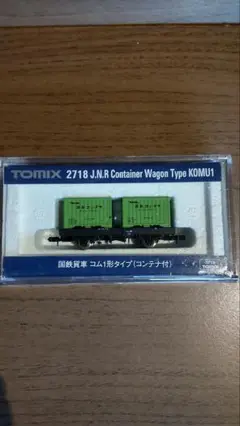 TOMIX 2718 J.N.R Container Wagon Type KOMU1
国鉄貨車 コム1形タイプ(コンテナ付)